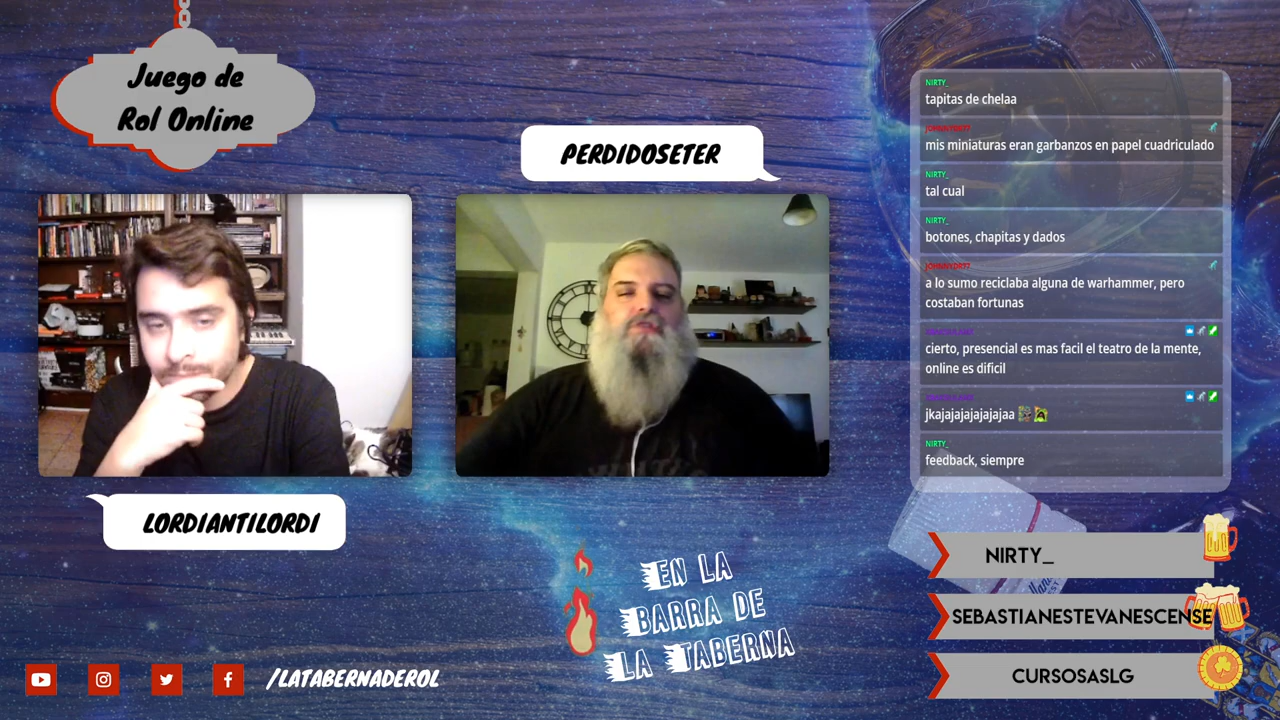 Juego de
Rol Online
PERDIDOSETER
LORDIANTILORDI
NIRTY_
tapitas de chelaa
mis miniaturas eran garbanzos en papel cuadriculado
NIRTY_
tal cual
NIRTY_
botones, chapitas y dados
a lo sumo reciclaba alguna de warhammer, pero
costaban fortunas
cierto, presencial es mas facil el teatro de la mente,
online es dificil
jkajajajajajajaa
NIRTY_
feedback, siempre
NIRTY_
SEBASTIANESTEVANESCENSE
CURSOSASLG
EN LA
BARRA DE
LA TABERNA
/LATABERNADEROL